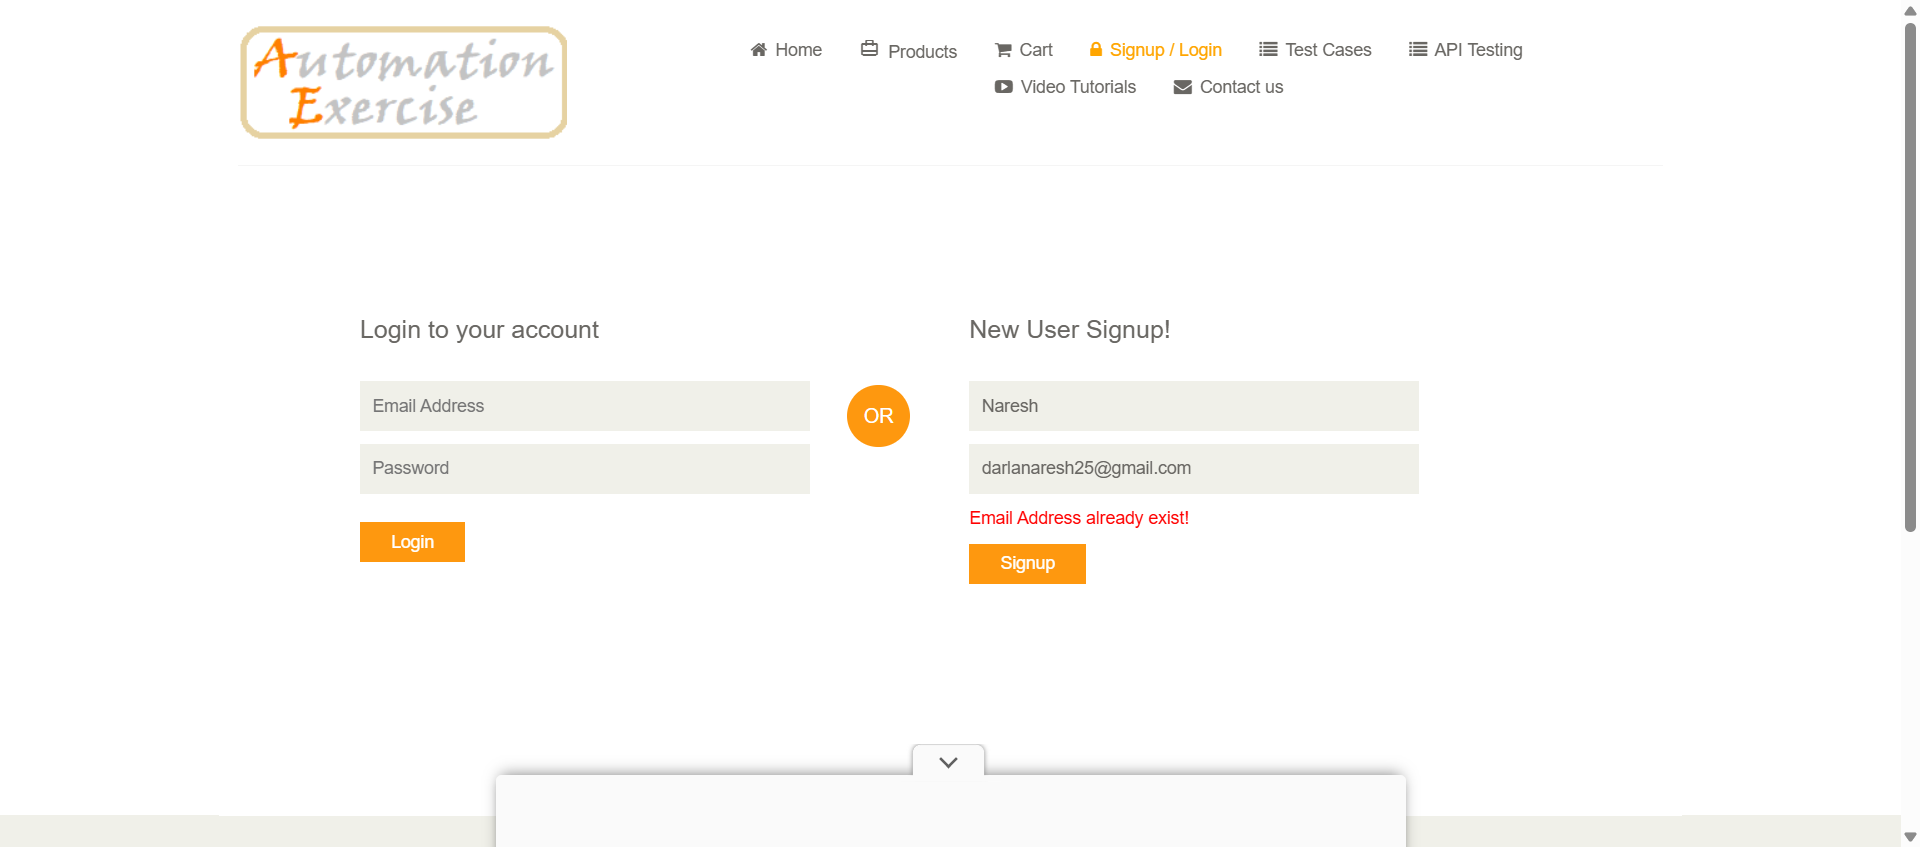 Automation
Exercise
Home
Products
Cart
Signup / Login
Test Cases
API Testing
Video Tutorials
Contact us
Login to your account
Email Address
Password
Login
OR
New User Signup!
Naresh
darlanaresh25@gmail.com
Email Address already exist!
Signup